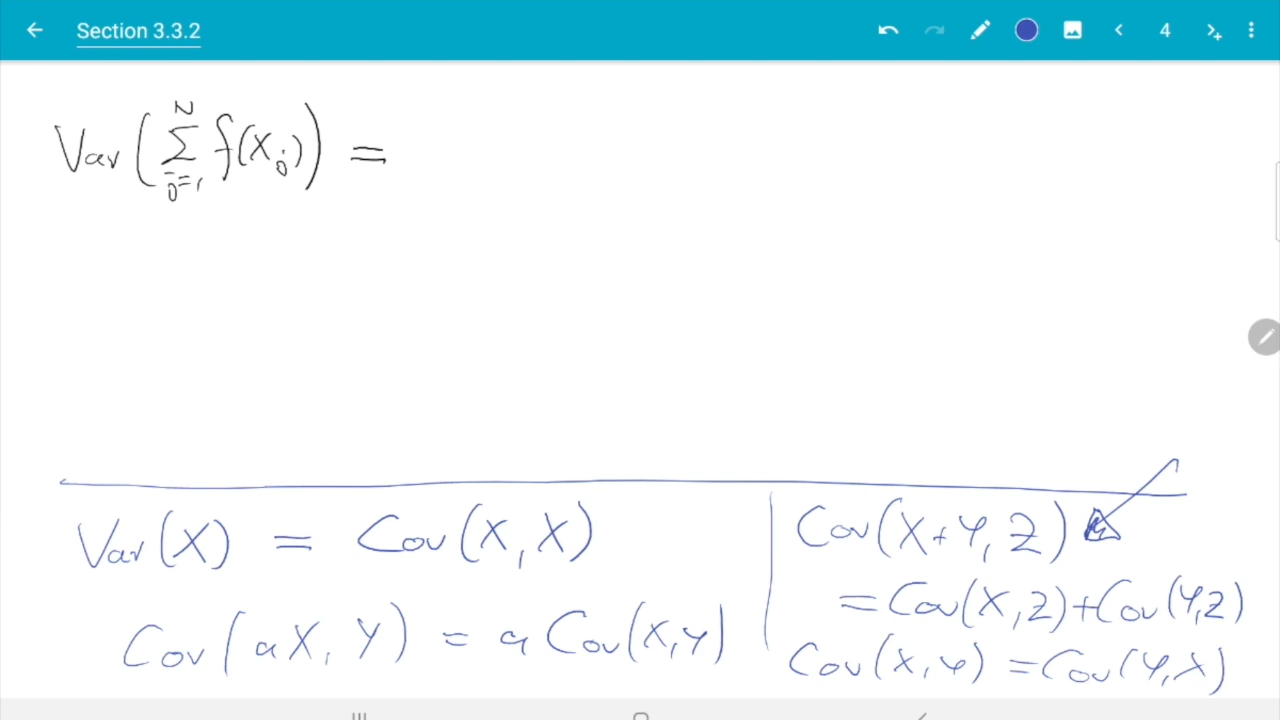 Section 3.3.2
4
Var(∑_{j=1}^{N} f(X_j)) =
Var(X) = Cov(X,X)
Cov(aX, Y) = a Cov(X,Y)
Cov(X+Y, Z)
= Cov(X,Z)+Cov(Y,Z)
Cov(X,Y) = Cov(Y,X)